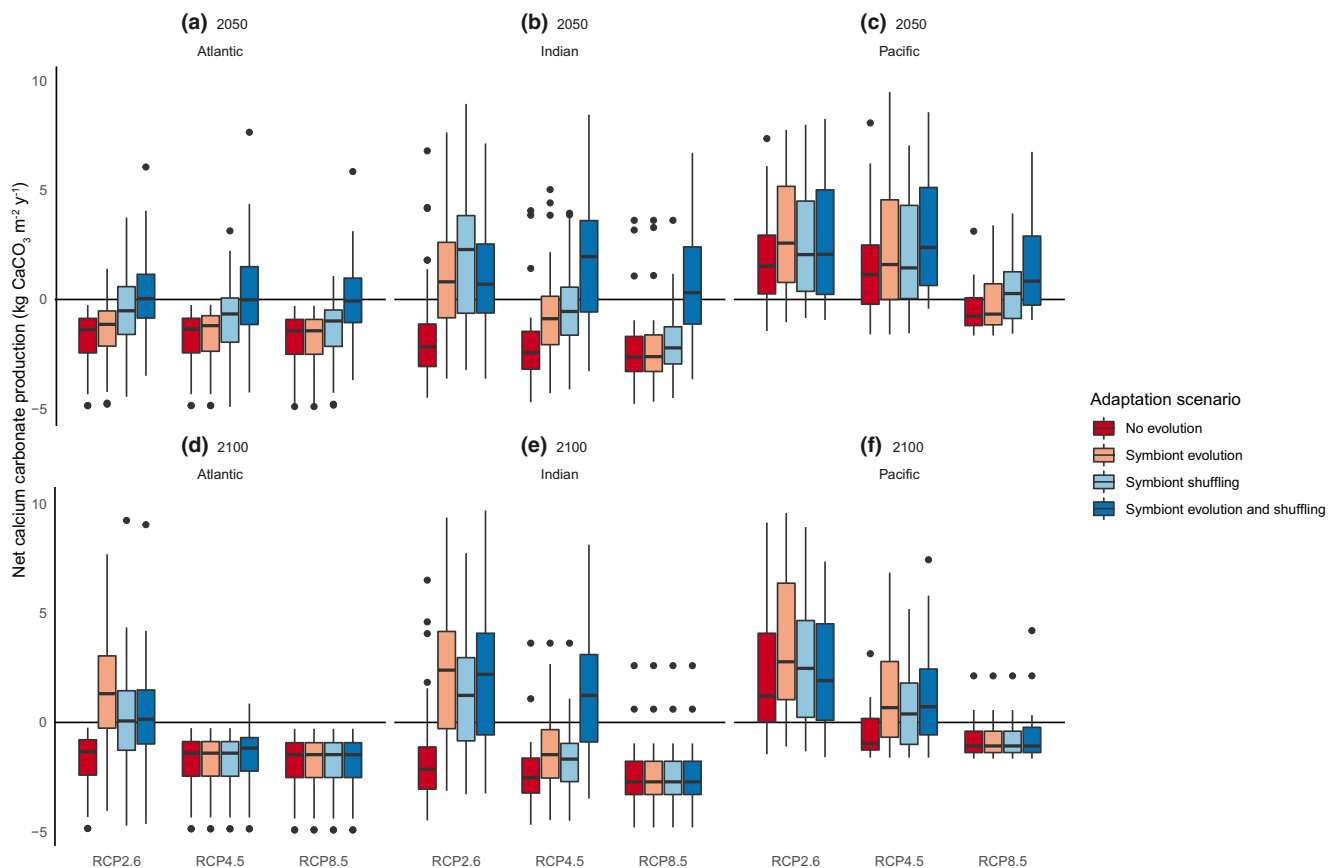 (a) 2050
Atlantic
(b) 2050
Indian
(c) 2050
Pacific
10
5
0
−5
Net calcium carbonate production (kg CaCO₃ m⁻² y⁻¹)
(d) 2100
Atlantic
(e) 2100
Indian
(f) 2100
Pacific
10
5
0
−5
RCP2.6 RCP4.5 RCP8.5
RCP2.6 RCP4.5 RCP8.5
RCP2.6 RCP4.5 RCP8.5
Adaptation scenario
No evolution
Symbiont evolution
Symbiont shuffling
Symbiont evolution and shuffling